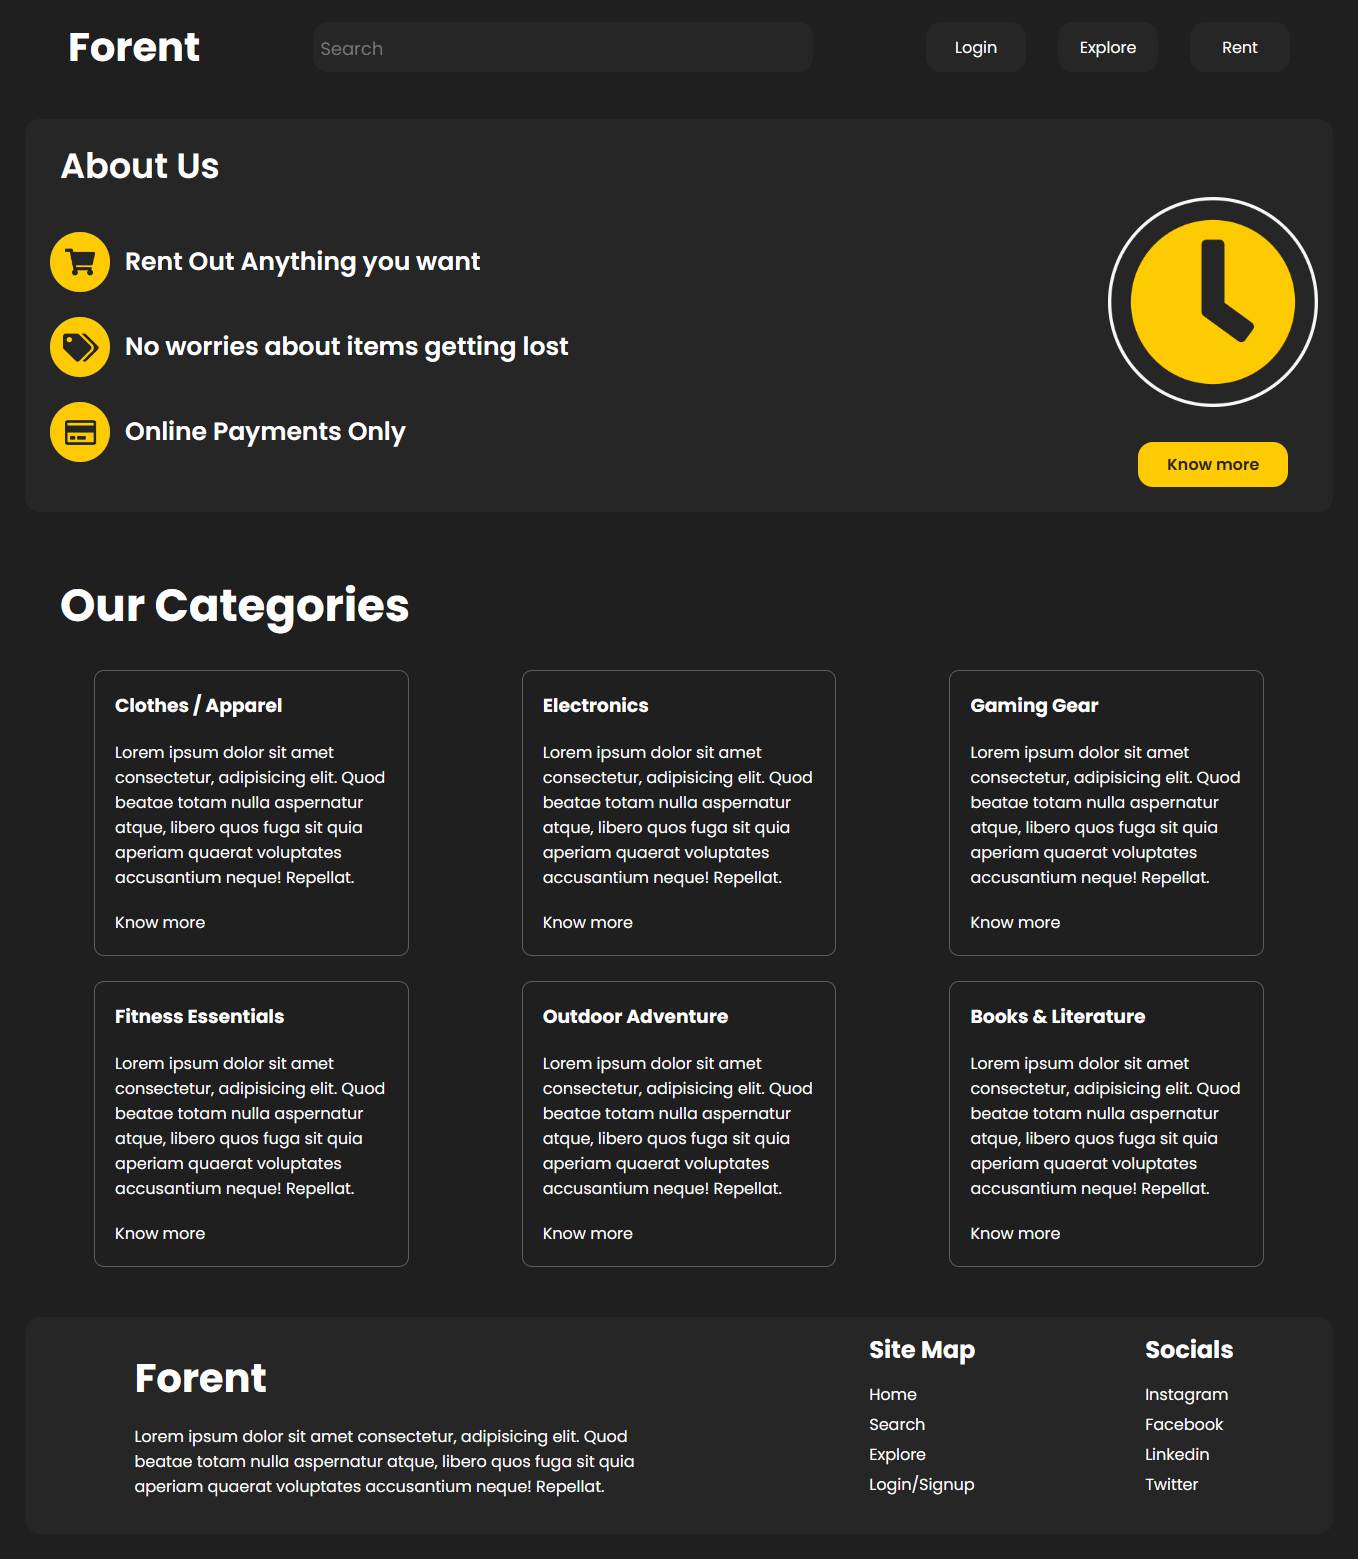 Forent
Search
Login
Explore
Rent
About Us
Rent Out Anything you want
No worries about items getting lost
Online Payments Only
Know more
Our Categories
Clothes / Apparel
Lorem ipsum dolor sit amet
consectetur, adipisicing elit. Quod
beatae totam nulla aspernatur
atque, libero quos fuga sit quia
aperiam quaerat voluptates
accusantium neque! Repellat.
Know more
Electronics
Lorem ipsum dolor sit amet
consectetur, adipisicing elit. Quod
beatae totam nulla aspernatur
atque, libero quos fuga sit quia
aperiam quaerat voluptates
accusantium neque! Repellat.
Know more
Gaming Gear
Lorem ipsum dolor sit amet
consectetur, adipisicing elit. Quod
beatae totam nulla aspernatur
atque, libero quos fuga sit quia
aperiam quaerat voluptates
accusantium neque! Repellat.
Know more
Fitness Essentials
Lorem ipsum dolor sit amet
consectetur, adipisicing elit. Quod
beatae totam nulla aspernatur
atque, libero quos fuga sit quia
aperiam quaerat voluptates
accusantium neque! Repellat.
Know more
Outdoor Adventure
Lorem ipsum dolor sit amet
consectetur, adipisicing elit. Quod
beatae totam nulla aspernatur
atque, libero quos fuga sit quia
aperiam quaerat voluptates
accusantium neque! Repellat.
Know more
Books & Literature
Lorem ipsum dolor sit amet
consectetur, adipisicing elit. Quod
beatae totam nulla aspernatur
atque, libero quos fuga sit quia
aperiam quaerat voluptates
accusantium neque! Repellat.
Know more
Forent
Lorem ipsum dolor sit amet consectetur, adipisicing elit. Quod
beatae totam nulla aspernatur atque, libero quos fuga sit quia
aperiam quaerat voluptates accusantium neque! Repellat.
Site Map
Home
Search
Explore
Login/Signup
Socials
Instagram
Facebook
Linkedin
Twitter